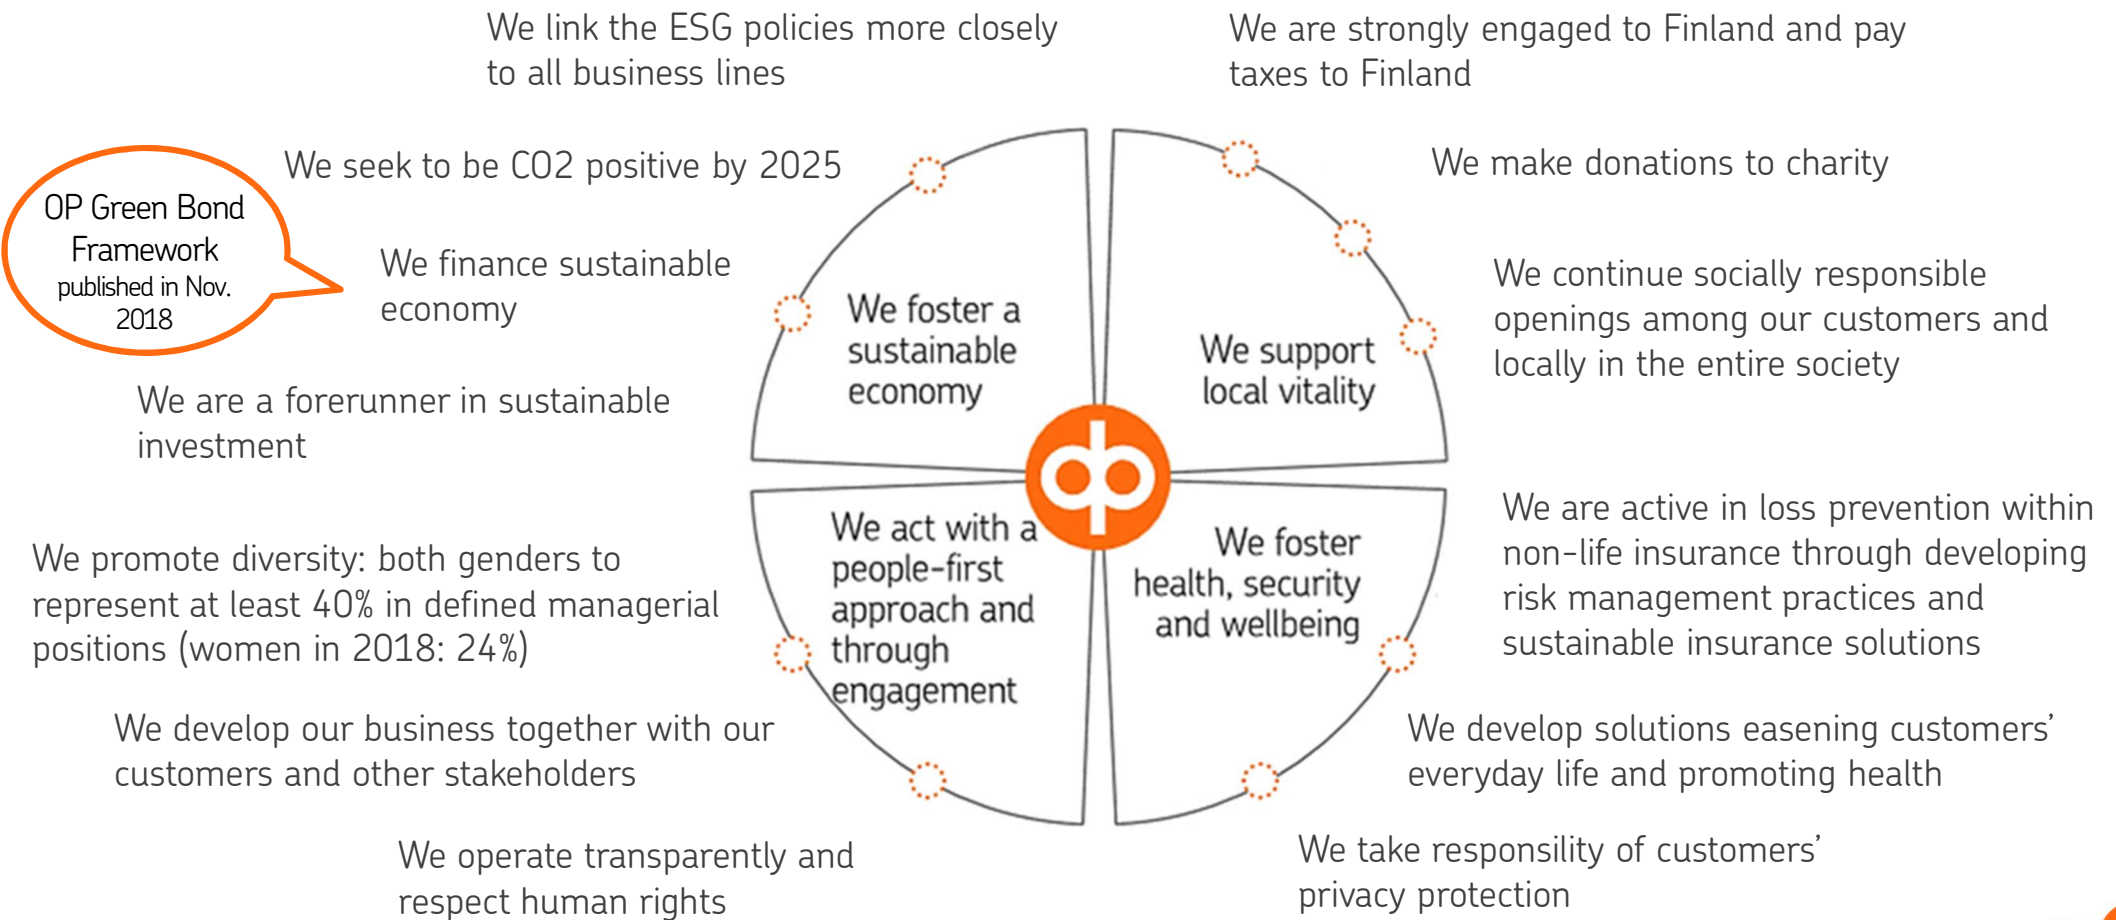 We link the ESG policies more closely
to all business lines
We are strongly engaged to Finland and pay
taxes to Finland
We seek to be CO2 positive by 2025
We make donations to charity
OP Green Bond
Framework
published in Nov.
2018
We finance sustainable
economy
We continue socially responsible
openings among our customers and
locally in the entire society
We are a forerunner in sustainable
investment
We foster a
sustainable
economy
We support
local vitality
op
We act with a
people-first
approach and
through
engagement
We foster
health, security
and wellbeing
We promote diversity: both genders to
represent at least 40% in defined managerial
positions (women in 2018: 24%)
We are active in loss prevention within
non-life insurance through developing
risk management practices and
sustainable insurance solutions
We develop our business together with our
customers and other stakeholders
We develop solutions easening customers’
everyday life and promoting health
We operate transparently and
respect human rights
We take responsility of customers’
privacy protection